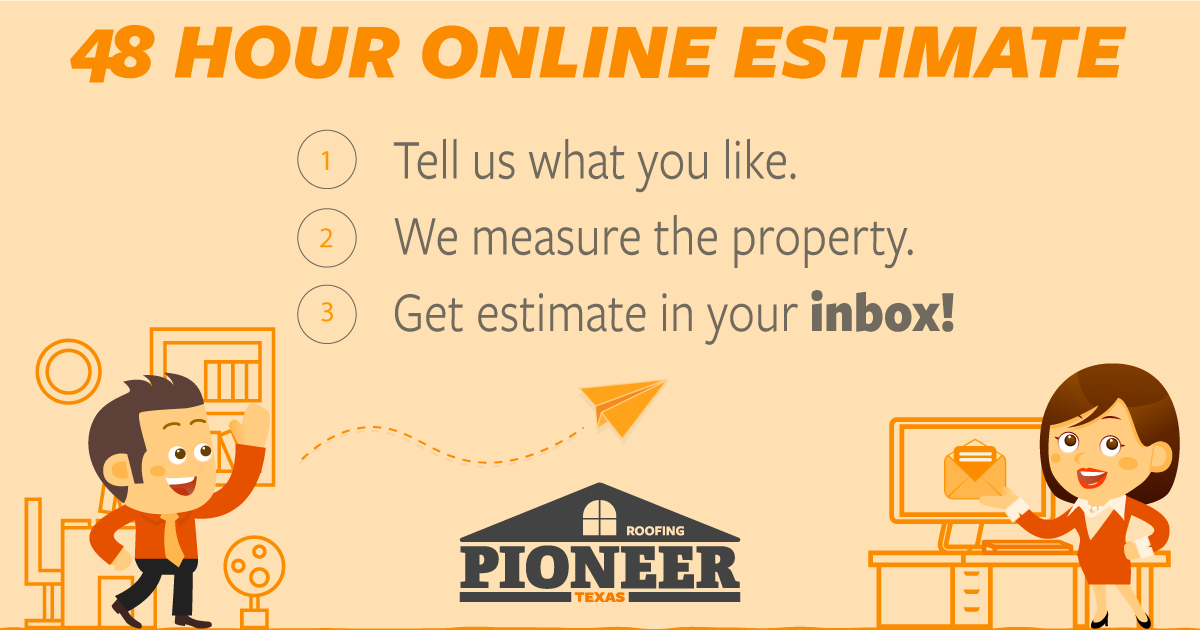 48 HOUR ONLINE ESTIMATE
1 Tell us what you like.
2 We measure the property.
3 Get estimate in your inbox!
ROOFING
PIONEER
TEXAS